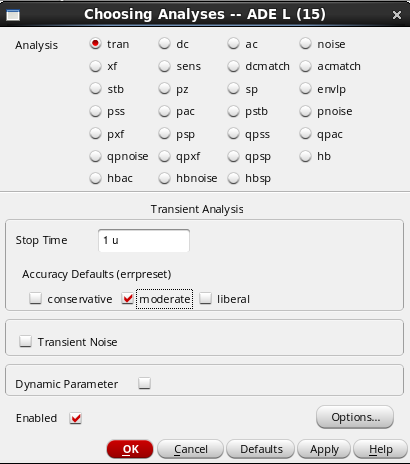 Choosing Analyses -- ADE L (15)
Analysis tran dc ac noise
xf sens dcmatch acmatch
stb pz sp envlp
pss pac pstb pnoise
pxf psp qpss qpac
qpnoise qpxf qpsp hb
hbac hbnoise hbsp
Transient Analysis
Stop Time 1 u
Accuracy Defaults (errpreset)
conservative moderate liberal
Transient Noise
Dynamic Parameter
Enabled Options...
OK Cancel Defaults Apply Help